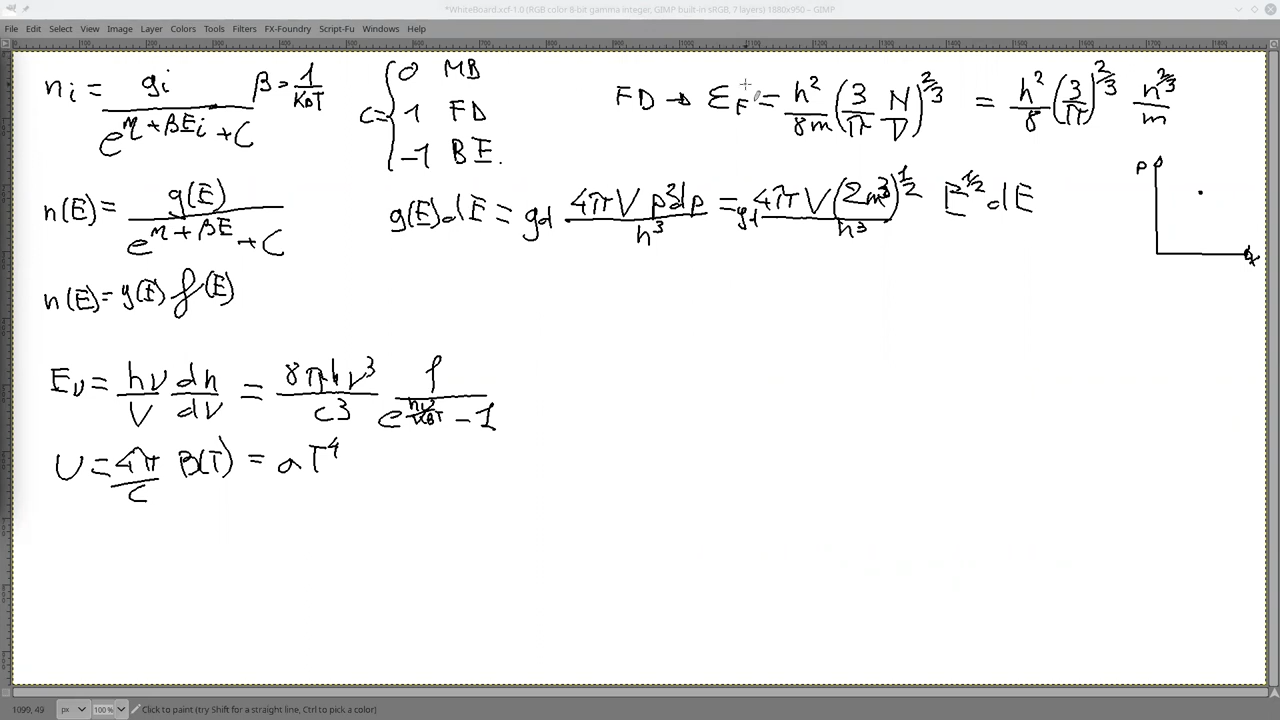 *WhiteBoard.xcf-1.0 (RGB color 8-bit gamma integer, GIMP built-in sRGB, 7 layers) 1880x950 – GIMP
File Edit Select View Image Layer Colors Tools Filters FX-Foundry Script-Fu Windows Help
n_i = g_i / (e^(η + βE_i) + C) β = 1/(K_B T) C = { 0 MB
1 FD
-1 BE.
FD → ε_F = h²/8m (3/π N/V)^(2/3) = h²/8 (3/π)^(2/3) n^(2/3)/m
P
x
n(E) = g(E) / (e^(η + βE) + C) g(E)dE = g_d 4πV p²dp / h³ = g_d 4πV(2m³)^(1/2) / h³ E^(1/2) dE
n(E) = g(E) f(E)
E_ν = hν/V dn/dν = 8πhν³/c3 1/(e^(hν/K_BT) - 1)
U = 4π/c B(T) = aT⁴
1099, 49 px 100% Click to paint (try Shift for a straight line, Ctrl to pick a color)